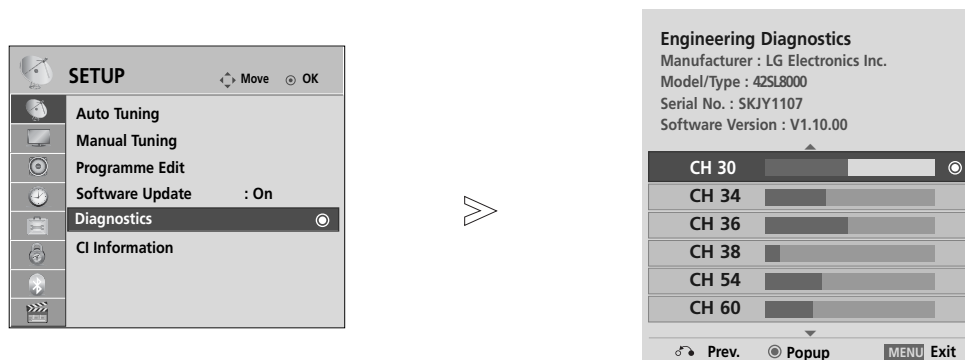 SETUP
Move OK
Auto Tuning
Manual Tuning
Programme Edit
Software Update : On
Diagnostics
CI Information
Engineering Diagnostics
Manufacturer : LG Electronics Inc.
Model/Type : 42SL8000
Serial No. : SKJY1107
Software Version : V1.10.00
CH 30
CH 34
CH 36
CH 38
CH 54
CH 60
Prev. Popup MENU Exit